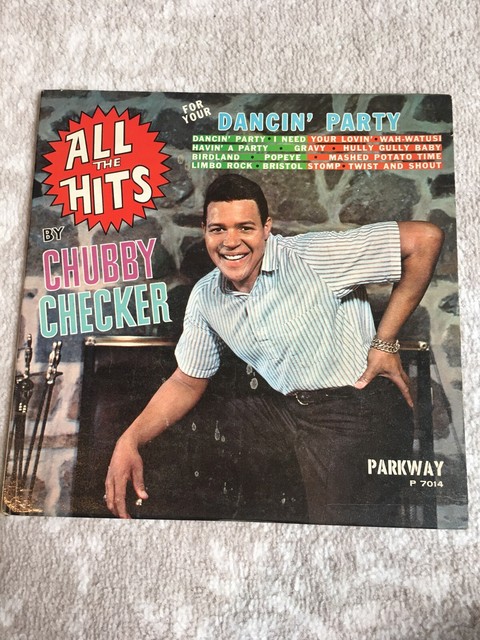 ALL
THE
HITS
BY
CHUBBY
CHECKER
FOR
YOUR
DANCIN' PARTY
DANCIN' PARTY • I NEED YOUR LOVIN' • WAH-WATUSI
HAVIN' A PARTY • GRAVY • HULLY GULLY BABY
BIRDLAND • POPEYE • MASHED POTATO TIME
LIMBO ROCK • BRISTOL STOMP • TWIST AND SHOUT
PARKWAY
P 7014